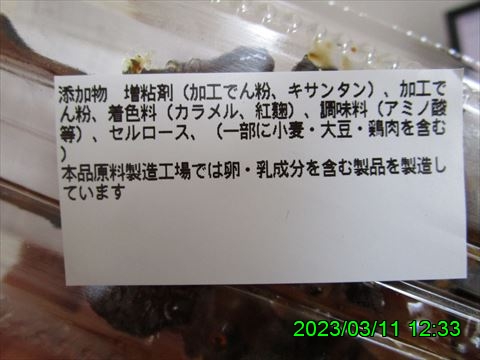 添加物　増粘剤（加工でん粉、キサンタン）、加工で
ん粉、着色料（カラメル、紅麹）、調味料（アミノ酸
等）、セルロース、（一部に小麦・大豆・鶏肉を含む
）
本品原料製造工場では卵・乳成分を含む製品を製造し
ています
2023/03/11 12:33